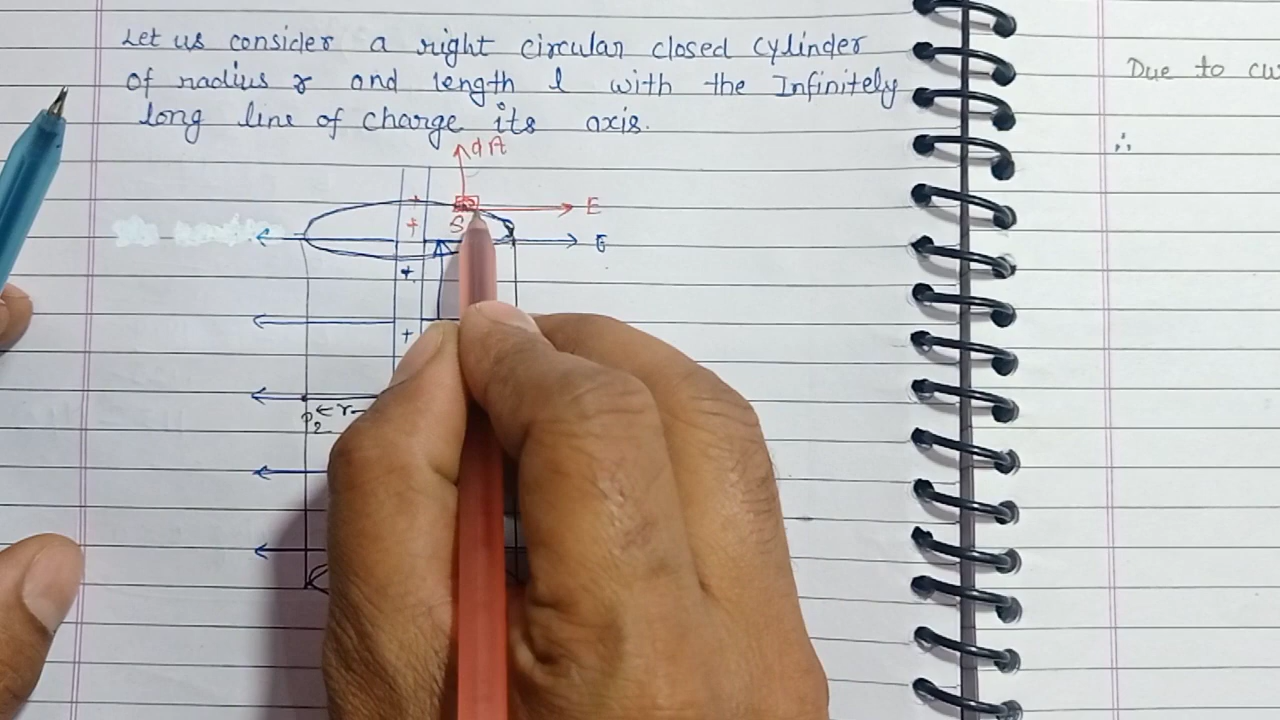 Let us consider a right circular closed cylinder
of radius r and length l with the Infinitely
long line of charge its axis.
dA
+ E
+ S
E
+
+
← r
P2
Due to cu
∴